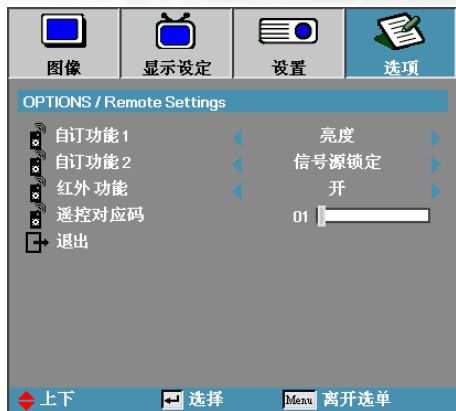 图像 显示设定 设置 选项
OPTIONS / Remote Settings
自订功能1 亮度
自订功能2 信号源锁定
红外功能 开
遥控对应码 01
退出
上下 选择 Menu 离开选单